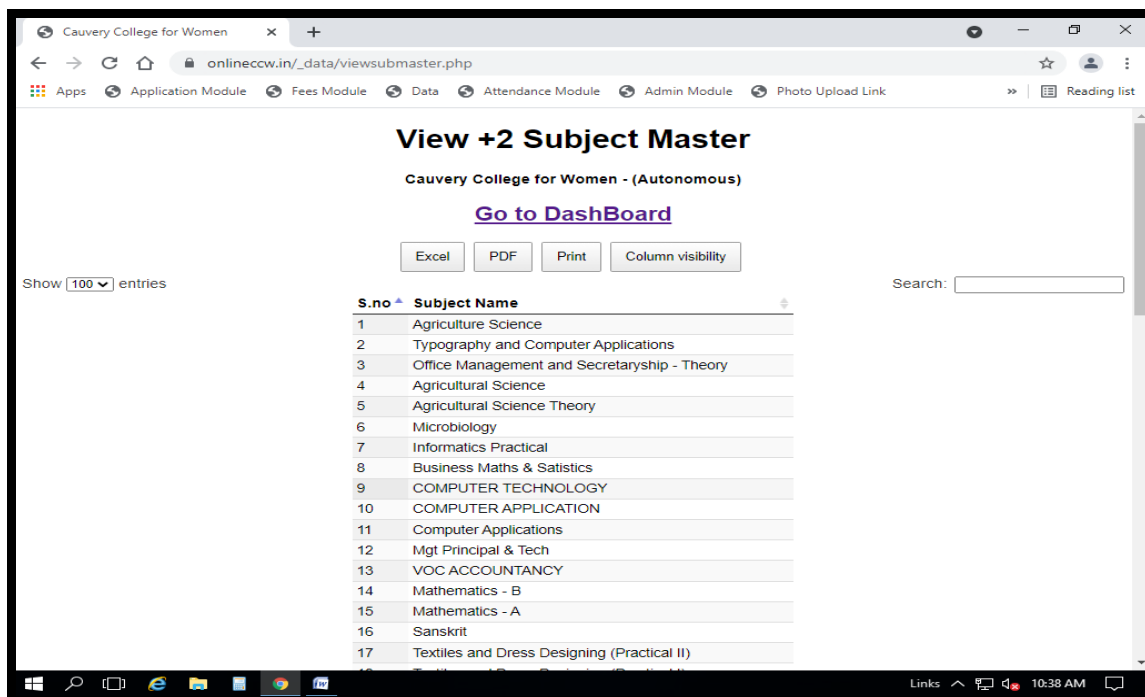 Cauvery College for Women
onlineccw.in/_data/viewsubmaster.php
Apps Application Module Fees Module Data Attendance Module Admin Module Photo Upload Link » Reading list
View +2 Subject Master
Cauvery College for Women - (Autonomous)
Go to DashBoard
Excel PDF Print Column visibility
Show 100 entries Search:
S.no Subject Name
1 Agriculture Science
2 Typography and Computer Applications
3 Office Management and Secretaryship - Theory
4 Agricultural Science
5 Agricultural Science Theory
6 Microbiology
7 Informatics Practical
8 Business Maths & Satistics
9 COMPUTER TECHNOLOGY
10 COMPUTER APPLICATION
11 Computer Applications
12 Mgt Principal & Tech
13 VOC ACCOUNTANCY
14 Mathematics - B
15 Mathematics - A
16 Sanskrit
17 Textiles and Dress Designing (Practical II)
Links 10:38 AM